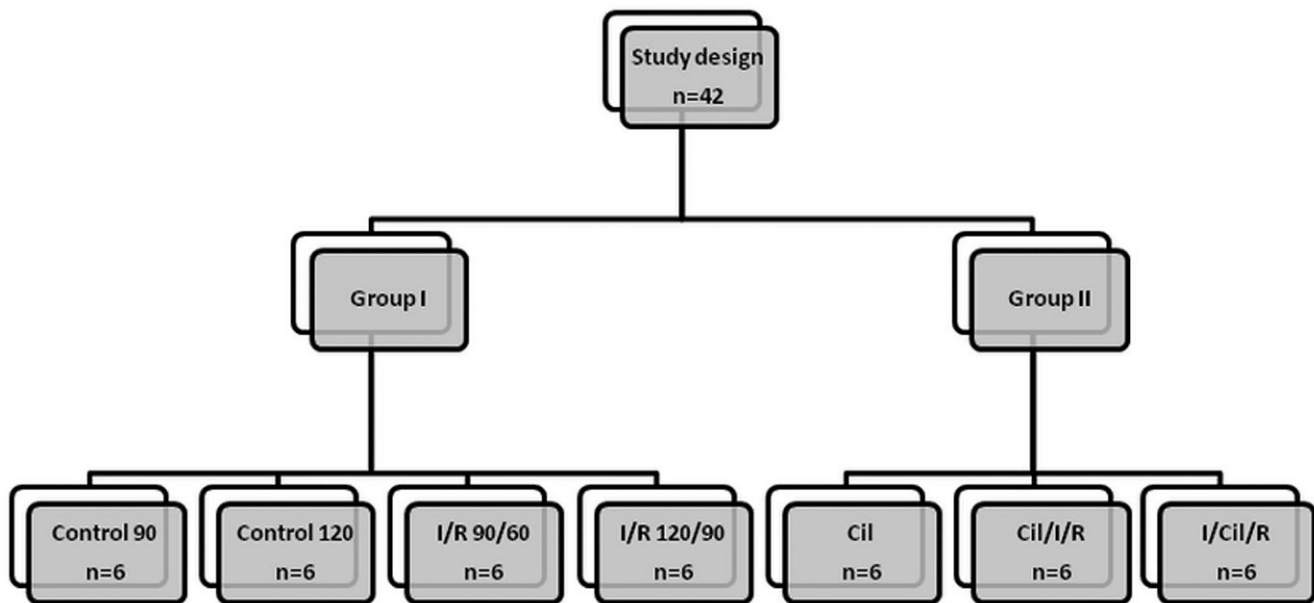 Study design
n=42
Group I
Group II
Control 90
n=6
Control 120
n=6
I/R 90/60
n=6
I/R 120/90
n=6
Cil
n=6
Cil/I/R
n=6
I/Cil/R
n=6